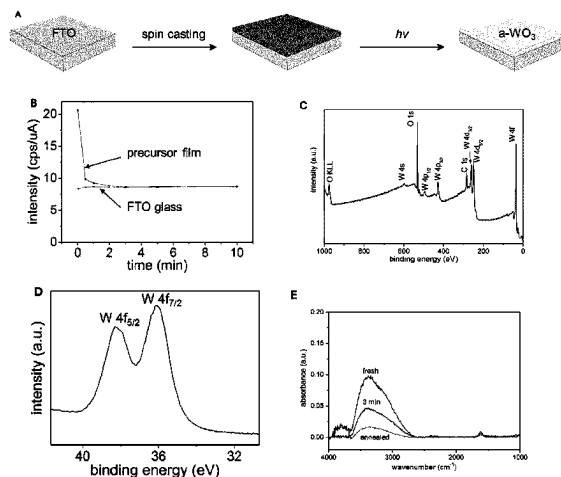 A
FTO
spin casting
hν
a-WO₃
B
intensity (cps/uA)
25
20
15
10
5
0
precursor film
FTO glass
0 2 4 6 8 10
time (min)
C
intensity (a.u.)
O KLL
W 4s
O 1s
W 4p₁/₂
W 4p₃/₂
C 1s
W 4d₃/₂
W 4d₅/₂
W 4f
1000 800 600 400 200 0
binding energy (eV)
D
intensity (a.u.)
W 4f₅/₂
W 4f₇/₂
40 36 32
binding energy (eV)
E
absorbance (a.u.)
0.20
0.15
0.10
0.05
0.00
fresh
3 min
annealed
4000 3000 2000 1000
wavenumber (cm⁻¹)